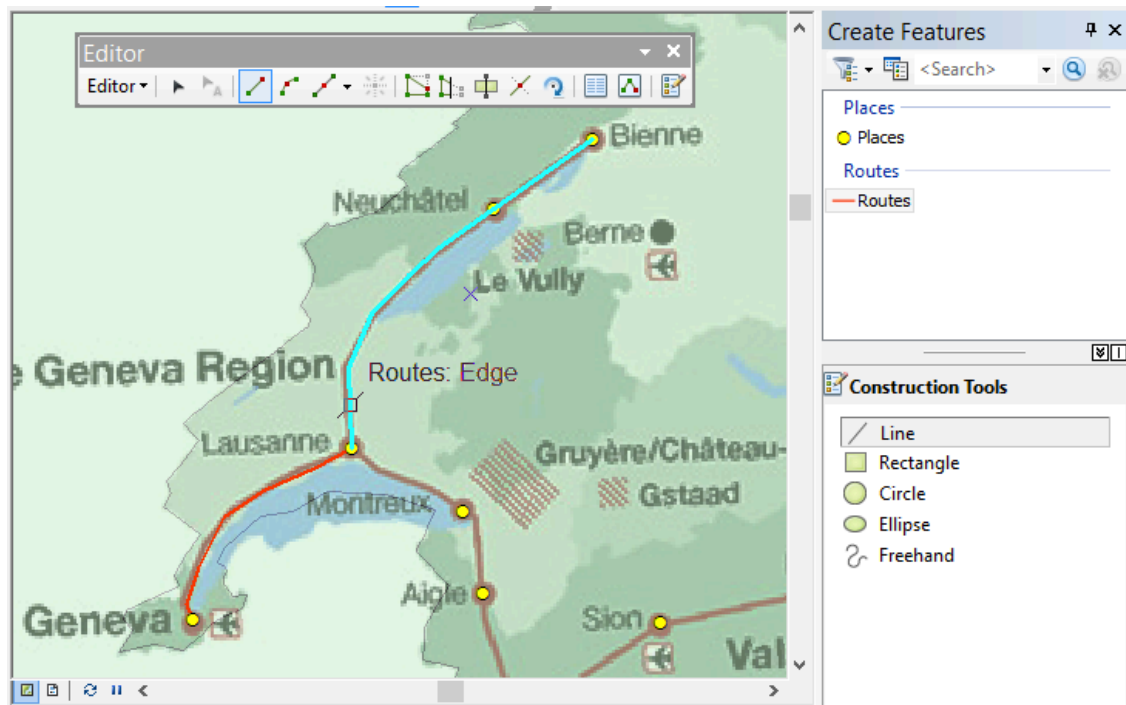 Editor
Editor
Create Features
<Search>
Places
Places
Routes
Routes
Bienne
Neuchâtel
Berne
Le Vully
e Geneva Region
Routes: Edge
Lausanne
Gruyère/Château-
Gstaad
Montreux
Aigle
Sion
Geneva
Val
Construction Tools
Line
Rectangle
Circle
Ellipse
Freehand